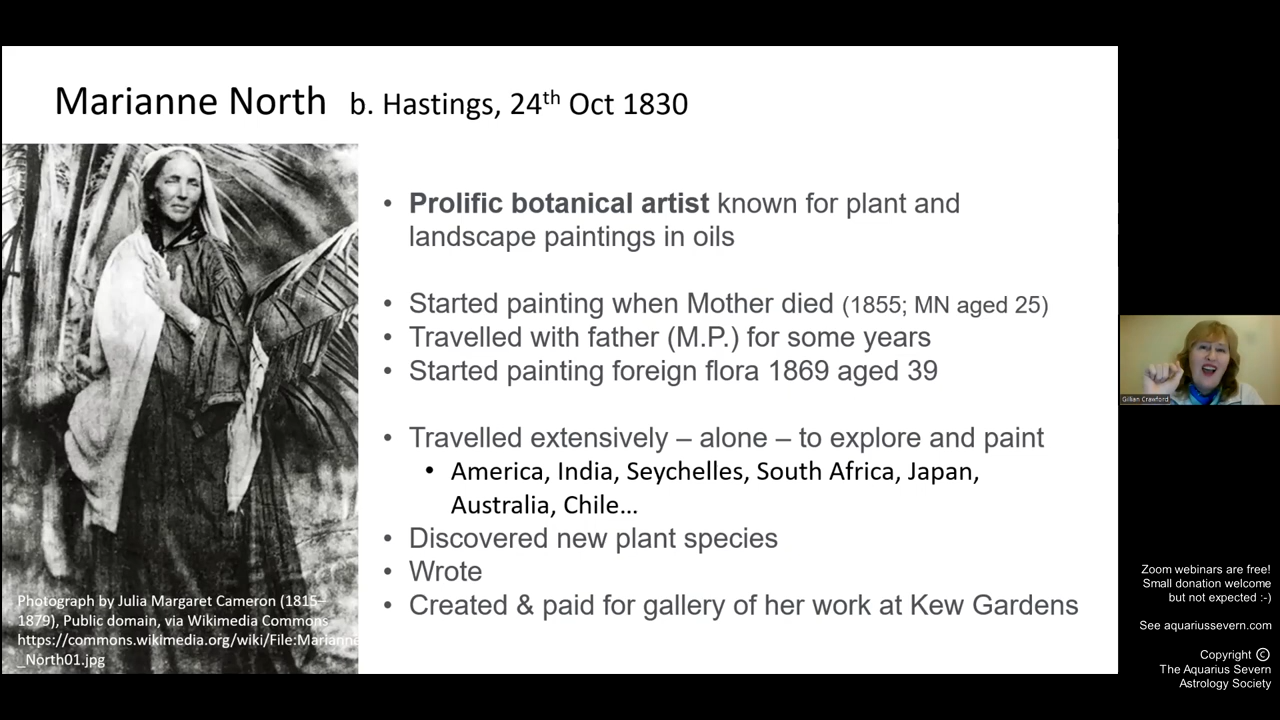 Marianne North b. Hastings, 24th Oct 1830
• Prolific botanical artist known for plant and
landscape paintings in oils
• Started painting when Mother died (1855; MN aged 25)
• Travelled with father (M.P.) for some years
• Started painting foreign flora 1869 aged 39
• Travelled extensively – alone – to explore and paint
• America, India, Seychelles, South Africa, Japan,
Australia, Chile...
• Discovered new plant species
• Wrote
• Created & paid for gallery of her work at Kew Gardens
Photograph by Julia Margaret Cameron (1815–
1879), Public domain, via Wikimedia Commons
https://commons.wikimedia.org/wiki/File:Marianne
_North01.jpg
Gillian Crawford
Zoom webinars are free!
Small donation welcome
but not expected :-)
See aquariussevern.com
Copyright ©
The Aquarius Severn
Astrology Society